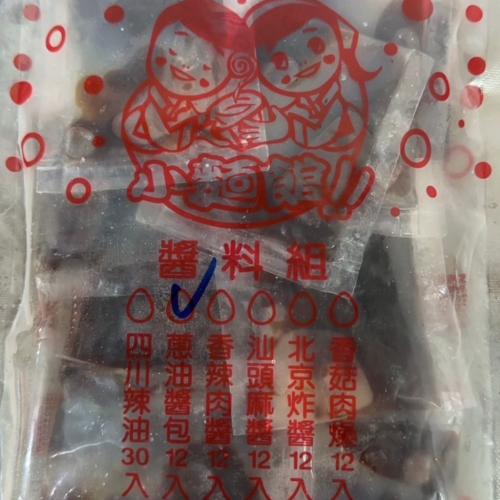 小麵館!!
醬料組
香菇肉燥12入
北京炸醬12入
汕頭麻醬12入
香辣肉醬12入
蔥油醬包12入
四川辣油30入